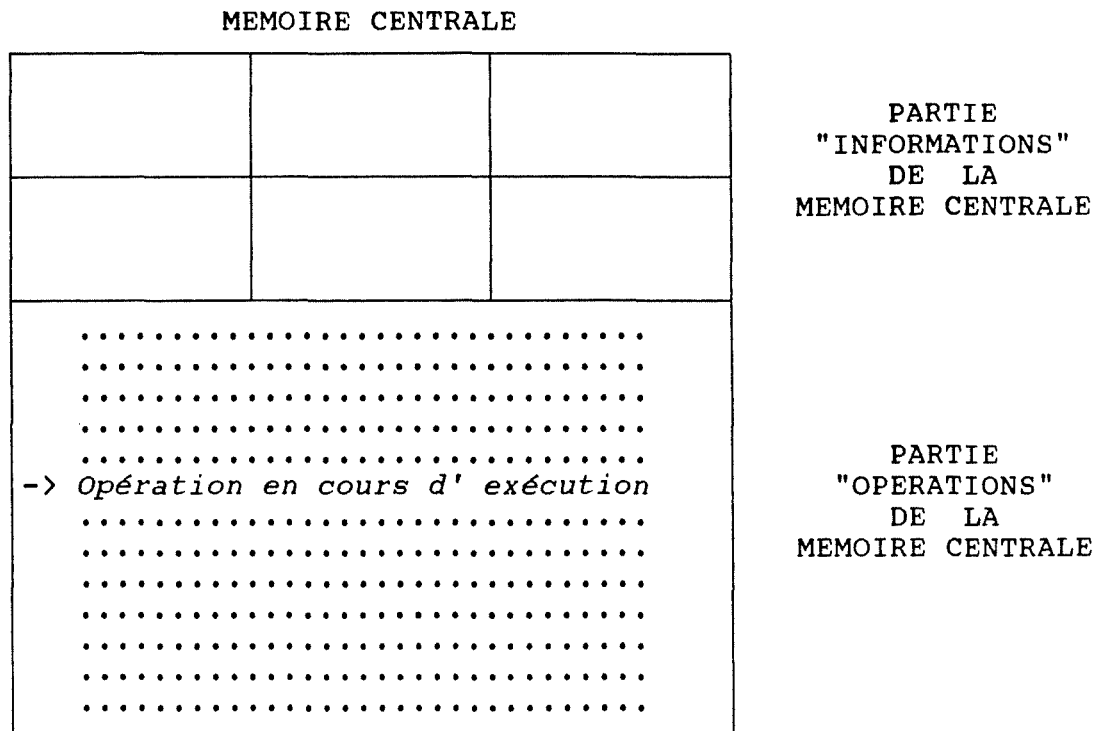 MEMOIRE CENTRALE
PARTIE
"INFORMATIONS"
DE LA
MEMOIRE CENTRALE
. . . . . . . . . . . . . . . . . . . . . . . . . . . . . . .
. . . . . . . . . . . . . . . . . . . . . . . . . . . . . . .
. . . . . . . . . . . . . . . . . . . . . . . . . . . . . . .
. . . . . . . . . . . . . . . . . . . . . . . . . . . . . . .
. . . . . . . . . . . . . . . . . . . . . . . . . . . . . . .
-> Opération en cours d' exécution
. . . . . . . . . . . . . . . . . . . . . . . . . . . . . . .
. . . . . . . . . . . . . . . . . . . . . . . . . . . . . . .
. . . . . . . . . . . . . . . . . . . . . . . . . . . . . . .
. . . . . . . . . . . . . . . . . . . . . . . . . . . . . . .
. . . . . . . . . . . . . . . . . . . . . . . . . . . . . . .
. . . . . . . . . . . . . . . . . . . . . . . . . . . . . . .
. . . . . . . . . . . . . . . . . . . . . . . . . . . . . . .
PARTIE
"OPERATIONS"
DE LA
MEMOIRE CENTRALE